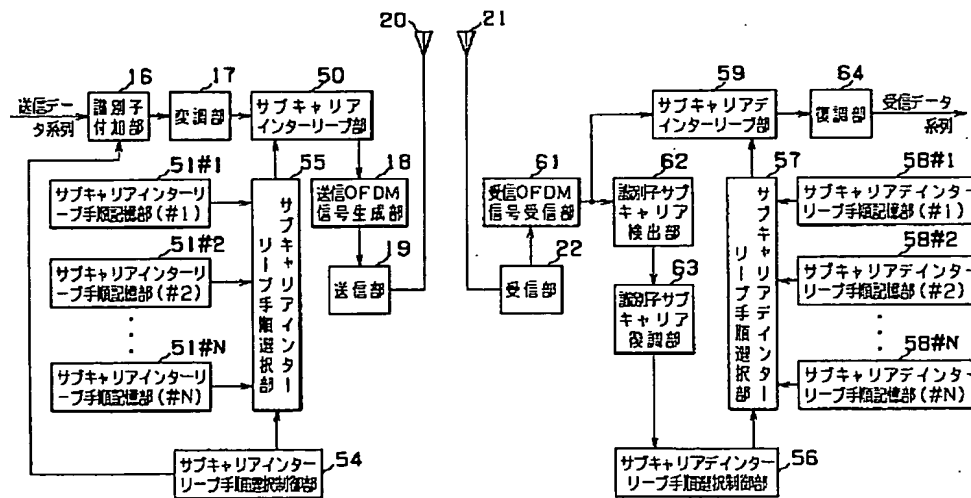 20
21
16
17
50
59
64
送信データ系列
識別子
付加部
変調部
サブキャリア
インターリーブ部
サブキャリアデ
インターリーブ部
復調部
受信データ
系列
51#1
サブキャリアインターリ
ーブ手順記憶部(#1)
55
サブキャリアインター
リーブ手順選択部
18
送信OFDM
信号生成部
61
受信OFDM
信号受信部
62
識別子サブ
キャリア
検出部
57
サブキャリアデインター
リーブ手順選択部
58#1
サブキャリアデインター
リーブ手順記憶部(#1)
51#2
サブキャリアインターリ
ーブ手順記憶部(#2)
19
送信部
22
受信部
63
識別子サブ
キャリア
復調部
58#2
サブキャリアデインター
リーブ手順記憶部(#2)
51#N
サブキャリアインターリ
ーブ手順記憶部(#N)
58#N
サブキャリアデインター
リーブ手順記憶部(#N)
サブキャリアインター
リーブ手順選択制御部
54
サブキャリアデインター
リーブ手順選択制御部
56